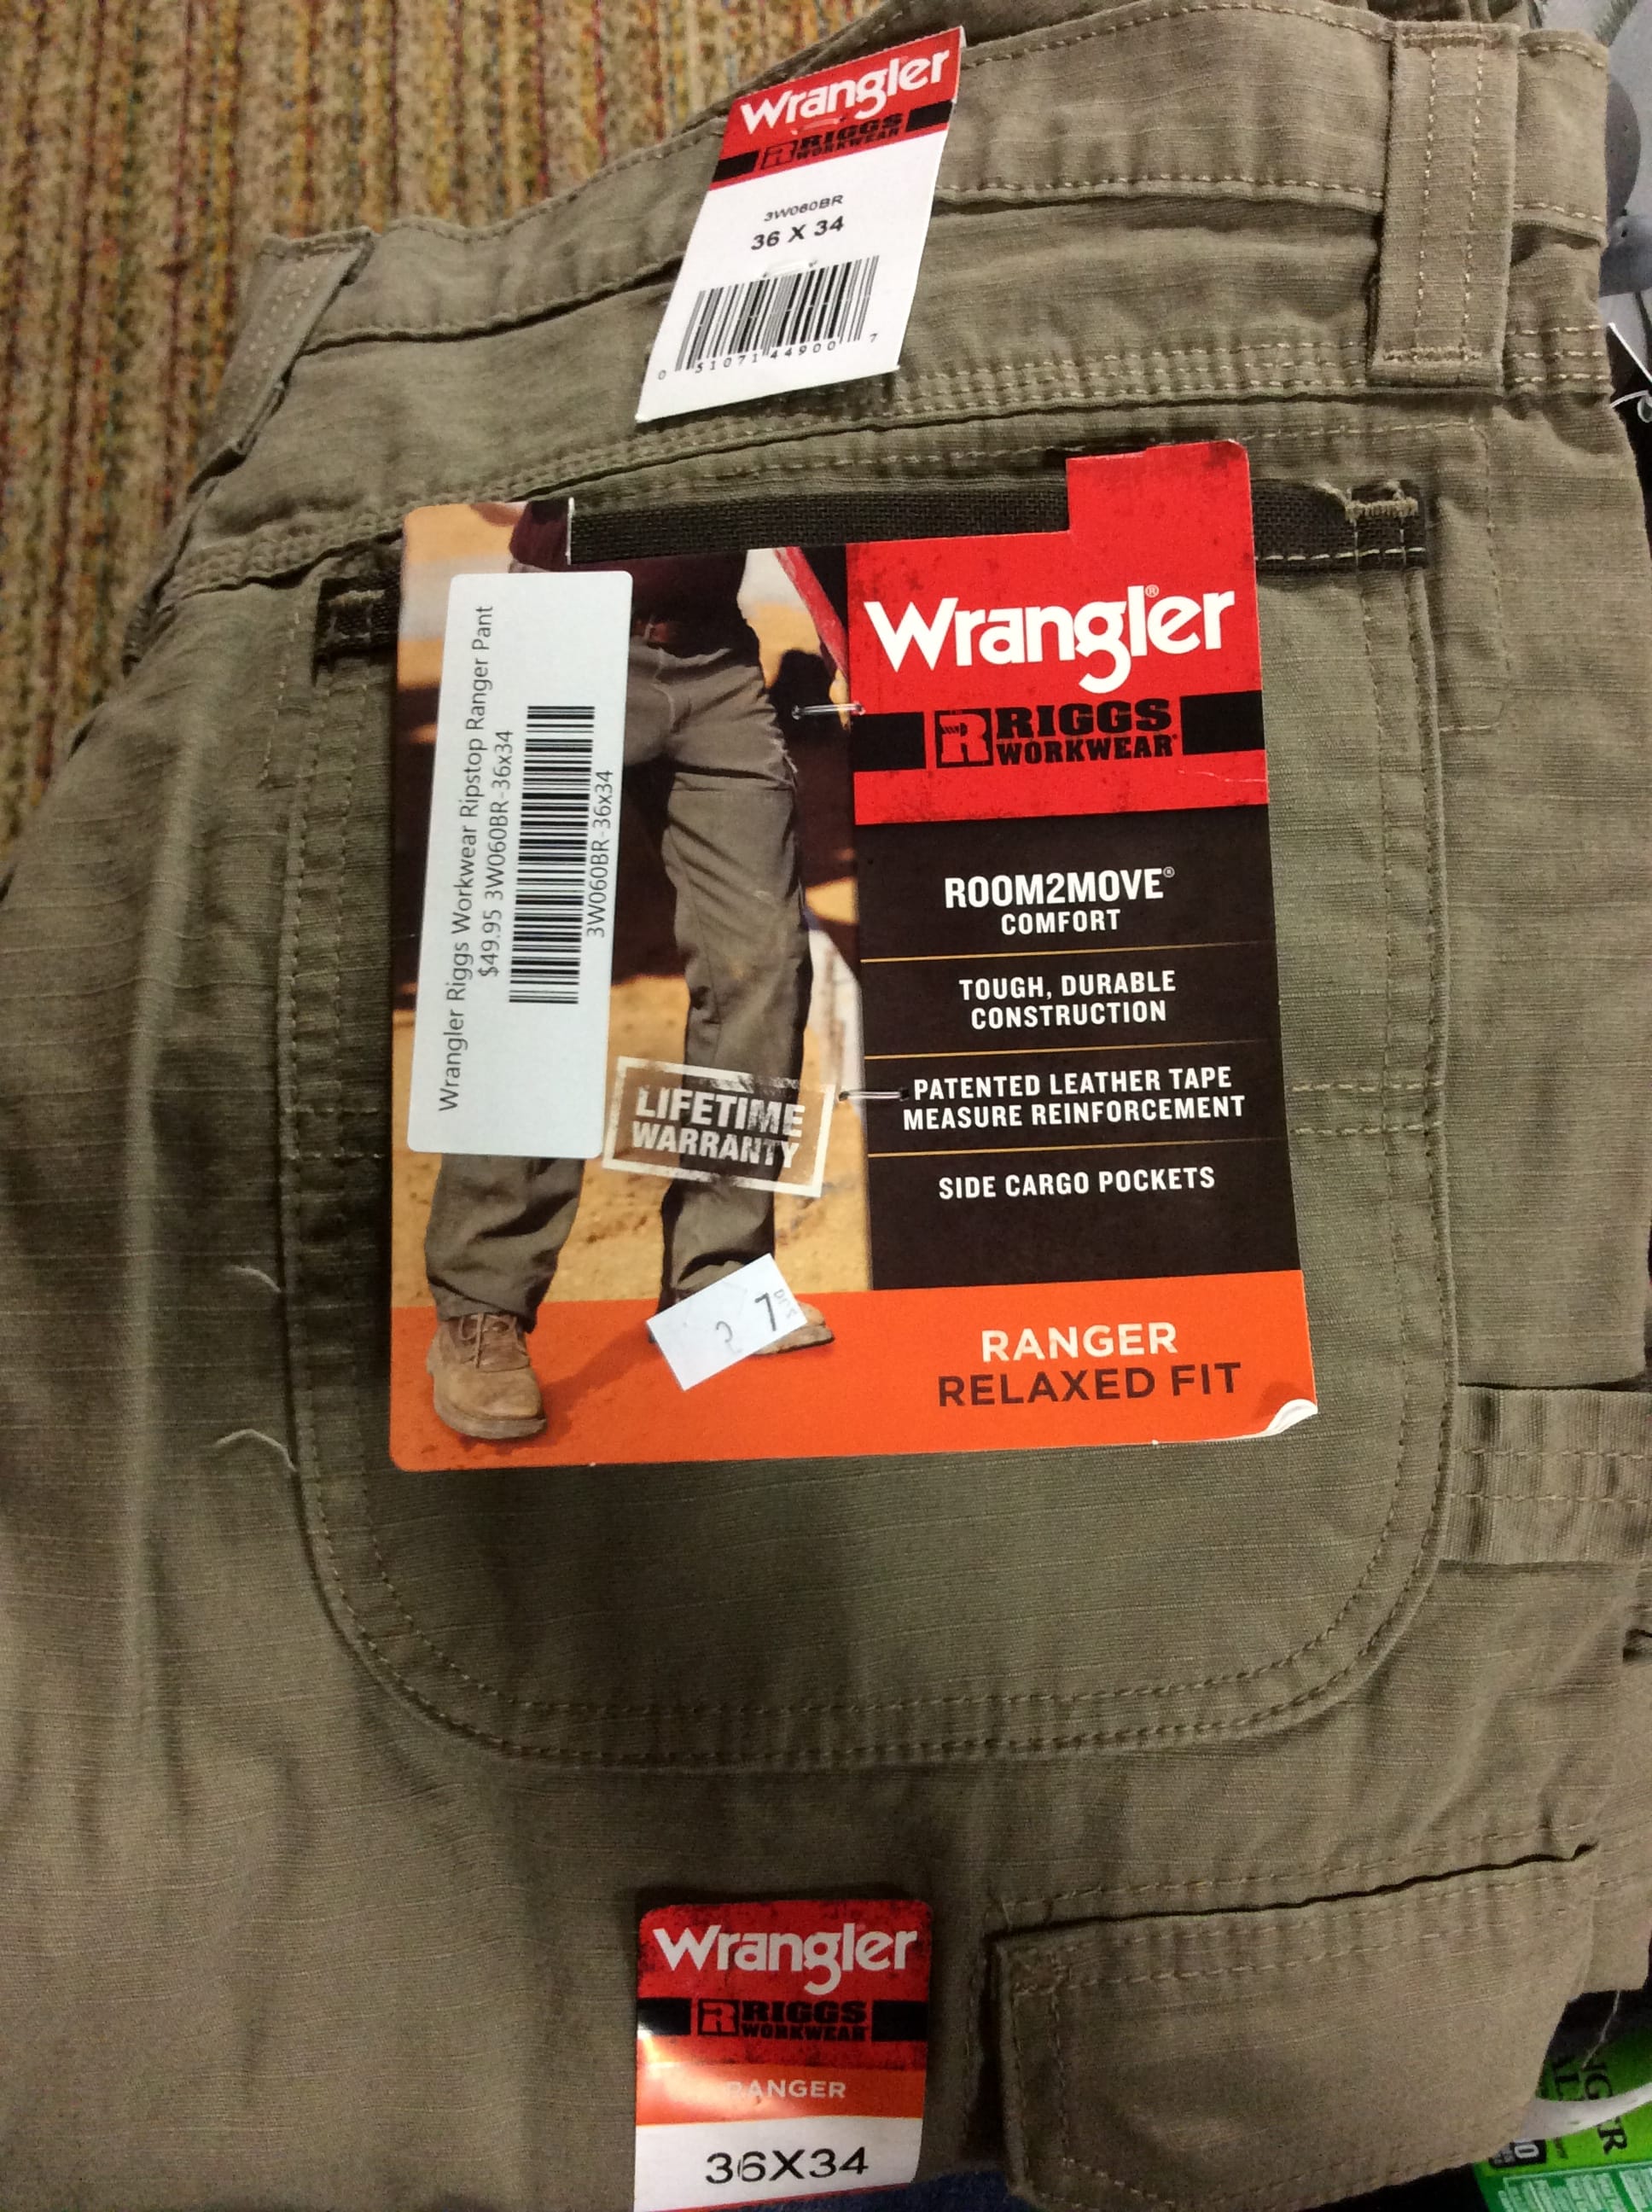 Wrangler
RIGGS
WORKWEAR
3W060BR
36 X 34
0 51071 44900 7
Wrangler®
RIGGS
WORKWEAR®
Wrangler Riggs Workwear Ripstop Ranger Pant
$49.95 3W060BR-36x34
3W060BR-36x34
ROOM2MOVE®
COMFORT
TOUGH, DURABLE
CONSTRUCTION
PATENTED LEATHER TAPE
MEASURE REINFORCEMENT
SIDE CARGO POCKETS
LIFETIME
WARRANTY
7
RANGER
RELAXED FIT
Wrangler
RIGGS
WORKWEAR
RANGER
36X34